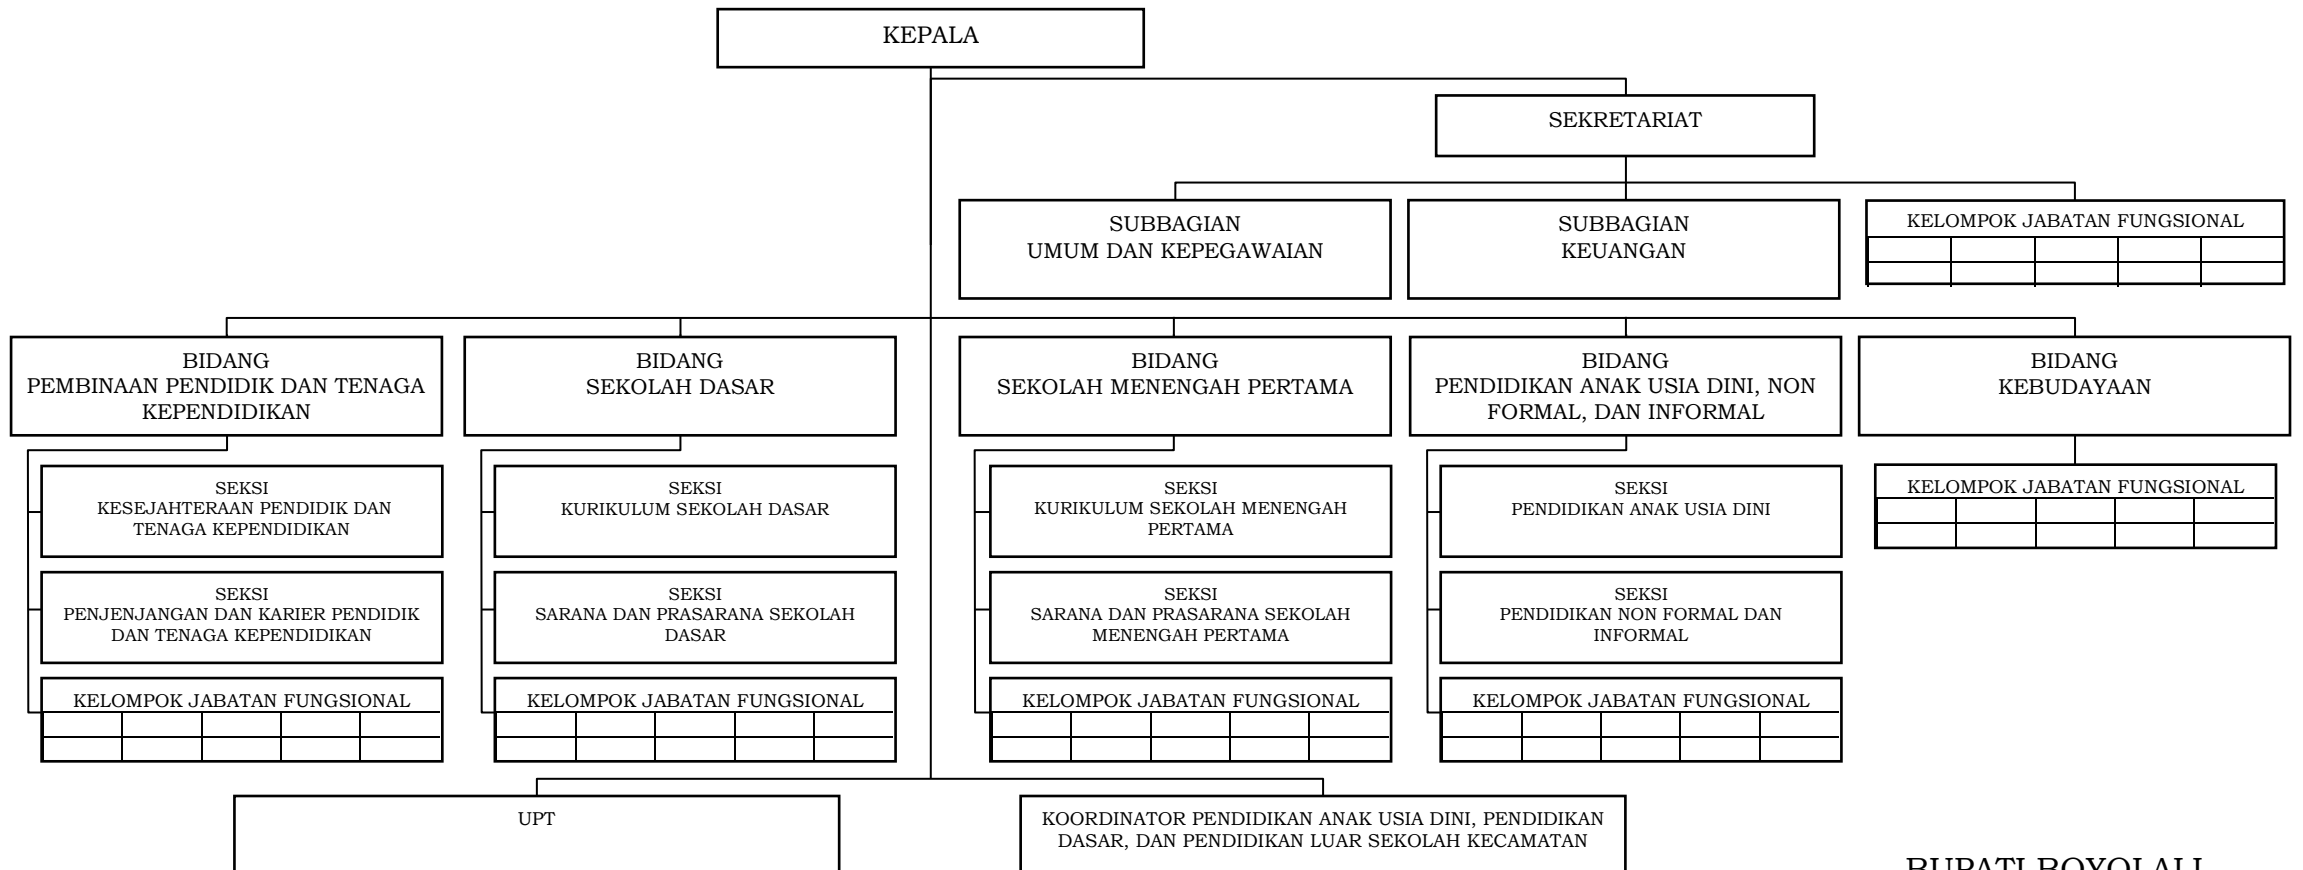 KEPALA
SEKRETARIAT
SUBBAGIAN
UMUM DAN KEPEGAWAIAN
SUBBAGIAN
KEUANGAN
KELOMPOK JABATAN FUNGSIONAL
BIDANG
PEMBINAAN PENDIDIK DAN TENAGA
KEPENDIDIKAN
BIDANG
SEKOLAH DASAR
BIDANG
SEKOLAH MENENGAH PERTAMA
BIDANG
PENDIDIKAN ANAK USIA DINI, NON
FORMAL, DAN INFORMAL
BIDANG
KEBUDAYAAN
SEKSI
KESEJAHTERAAN PENDIDIK DAN
TENAGA KEPENDIDIKAN
SEKSI
KURIKULUM SEKOLAH DASAR
SEKSI
KURIKULUM SEKOLAH MENENGAH
PERTAMA
SEKSI
PENDIDIKAN ANAK USIA DINI
KELOMPOK JABATAN FUNGSIONAL
SEKSI
PENJENJANGAN DAN KARIER PENDIDIK
DAN TENAGA KEPENDIDIKAN
SEKSI
SARANA DAN PRASARANA SEKOLAH
DASAR
SEKSI
SARANA DAN PRASARANA SEKOLAH
MENENGAH PERTAMA
SEKSI
PENDIDIKAN NON FORMAL DAN
INFORMAL
KELOMPOK JABATAN FUNGSIONAL
KELOMPOK JABATAN FUNGSIONAL
KELOMPOK JABATAN FUNGSIONAL
KELOMPOK JABATAN FUNGSIONAL
UPT
KOORDINATOR PENDIDIKAN ANAK USIA DINI, PENDIDIKAN
DASAR, DAN PENDIDIKAN LUAR SEKOLAH KECAMATAN
BUPATI BOYOLALI